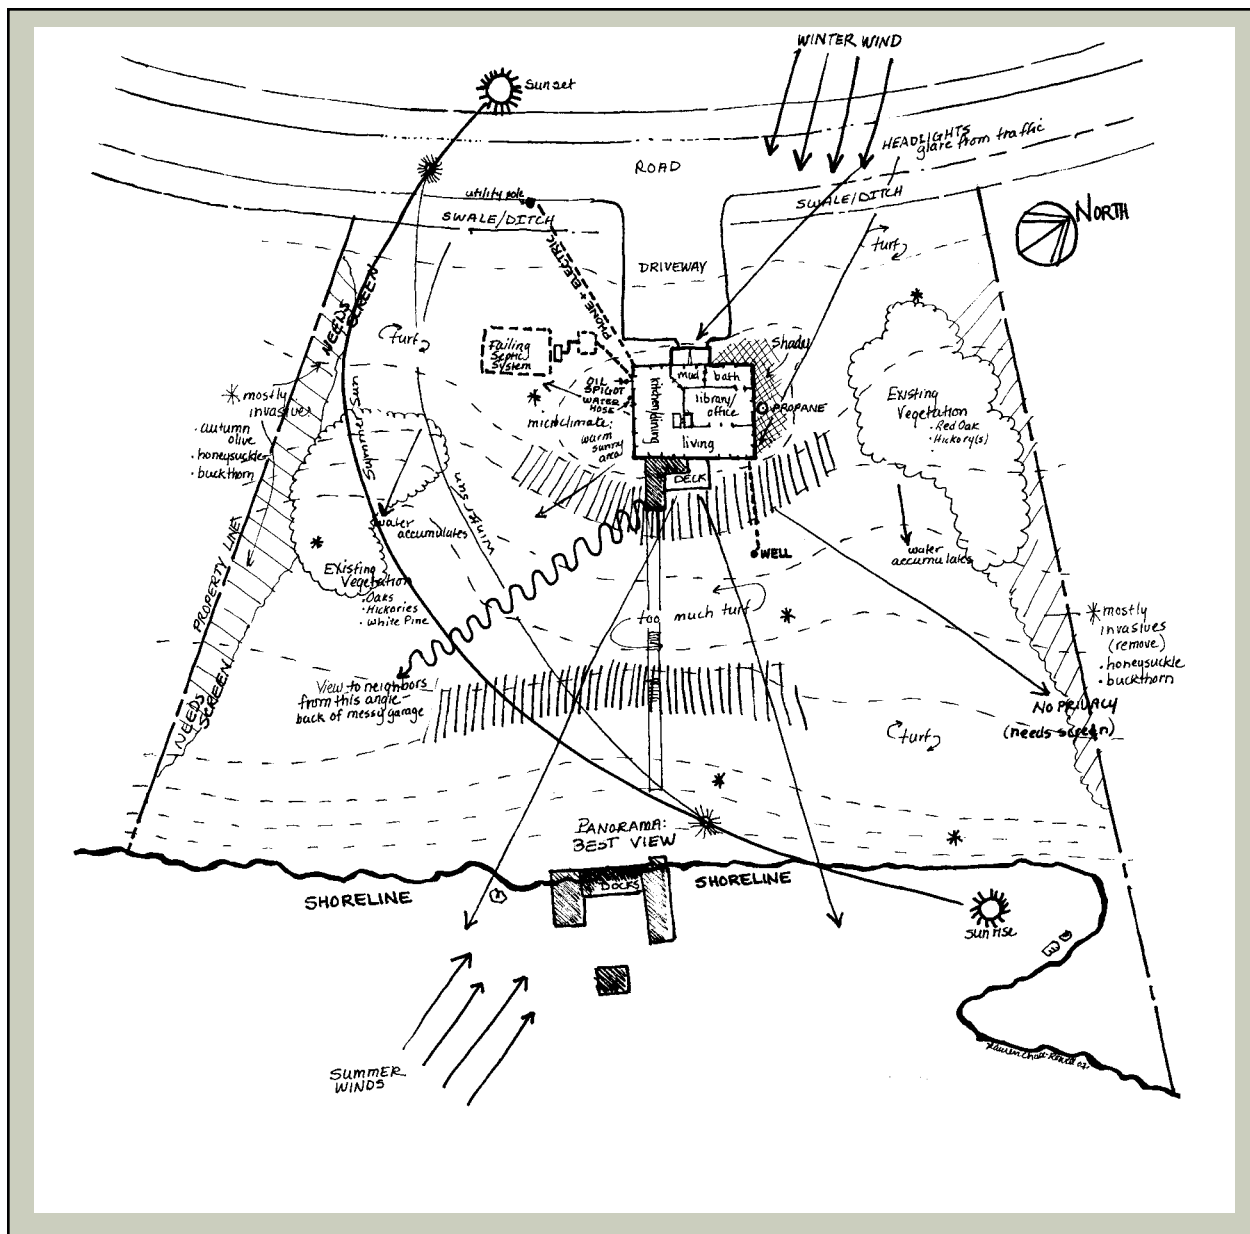 WINTER WIND
Sunset
HEADLIGHTS
glare from traffic
ROAD
utility pole
SWALE/DITCH
SWALE/DITCH
NORTH
turf
DRIVEWAY
PHONE + ELECTRIC
NEEDS
SCREEN
turf
Failing
Septic
System
Shady
mud
bath
library/
office
kitchen/dining
living
OIL
SPIGOT
WATER
HOSE
PROPANE
microclimate:
warm
sunny
area
Existing
Vegetation
• Red Oak
• Hickory(s)
mostly
invasives
• autumn
olive
• honeysuckle
• buckthorn
Summer sun
winter sun
DECK
water
accumulates
WELL
water
accumulates
PROPERTY LINES
Existing
Vegetation
• Oaks
• Hickories
• White Pine
too much turf
mostly
invasives
(remove)
• honeysuckle
• buckthorn
View to neighbors
from this angle -
back of messy garage
NEEDS
SCREEN
NO PRIVACY
(needs screen)
turf
PANORAMA:
BEST VIEW
SHORELINE
DOCKS
SHORELINE
sunrise
SUMMER
WINDS